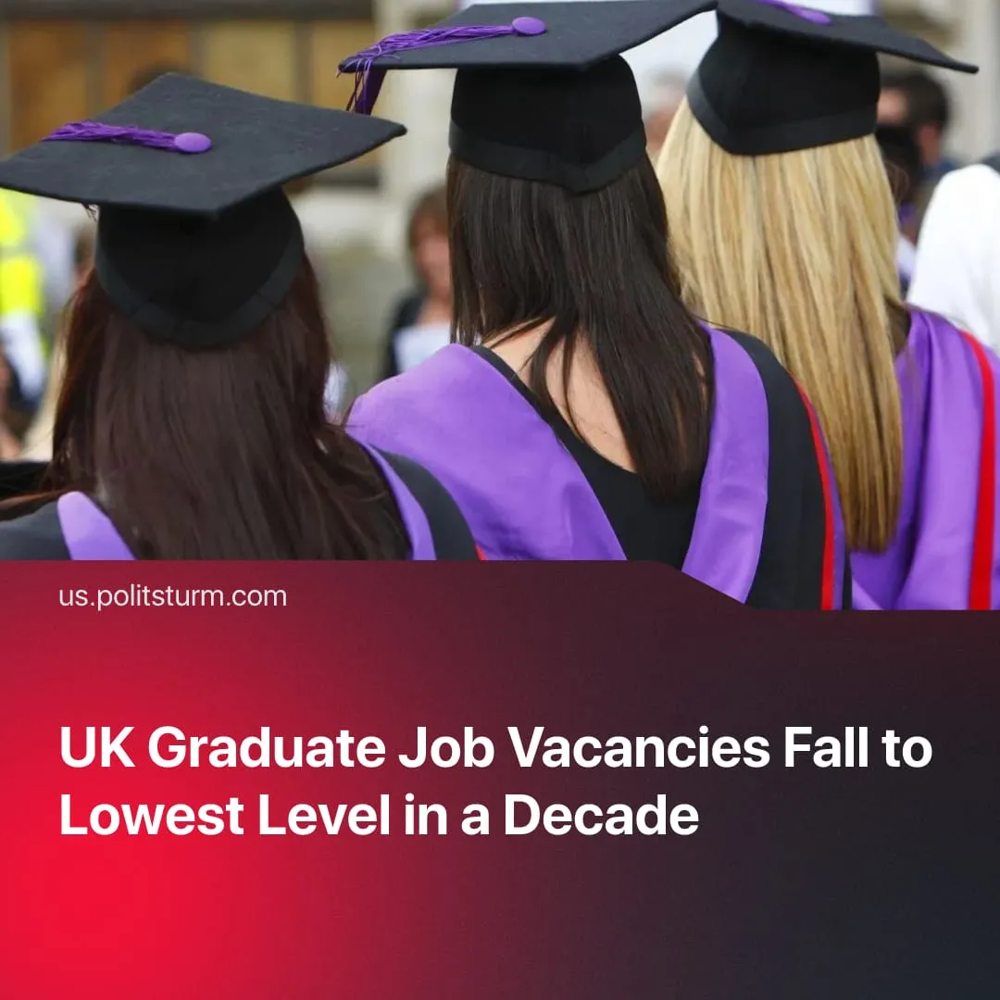 us.politsturm.com
UK Graduate Job Vacancies Fall to
Lowest Level in a Decade